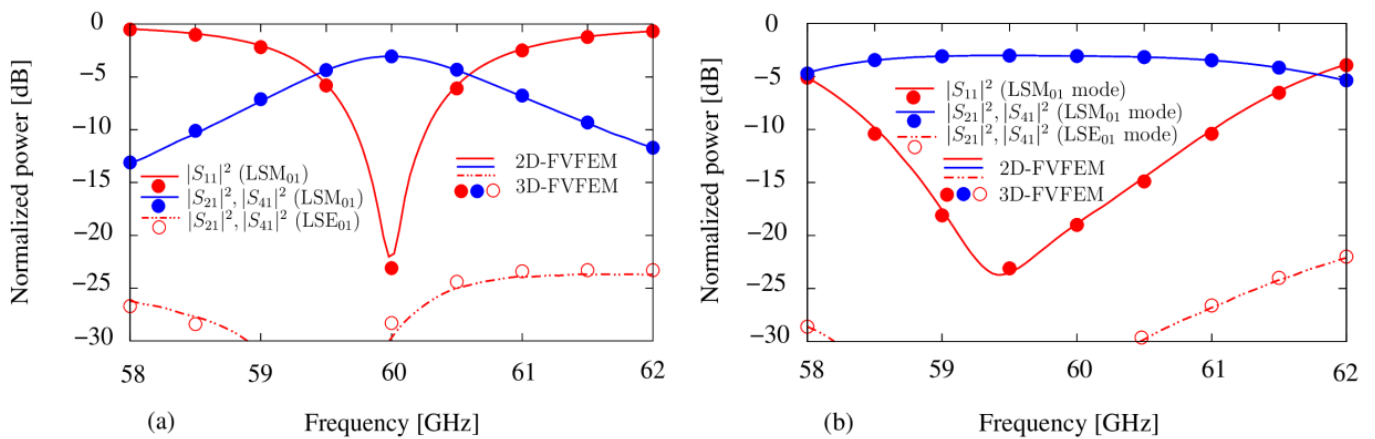 Normalized power [dB]
0
−5
−10
−15
−20
−25
−30
|S₁₁|² (LSM₀₁)
|S₂₁|², |S₄₁|² (LSM₀₁)
|S₂₁|², |S₄₁|² (LSE₀₁)
2D-FVFEM
3D-FVFEM
58 59 60 61 62
(a) Frequency [GHz]
Normalized power [dB]
0
−5
−10
−15
−20
−25
−30
|S₁₁|² (LSM₀₁ mode)
|S₂₁|², |S₄₁|² (LSM₀₁ mode)
|S₂₁|², |S₄₁|² (LSE₀₁ mode)
2D-FVFEM
3D-FVFEM
58 59 60 61 62
(b) Frequency [GHz]